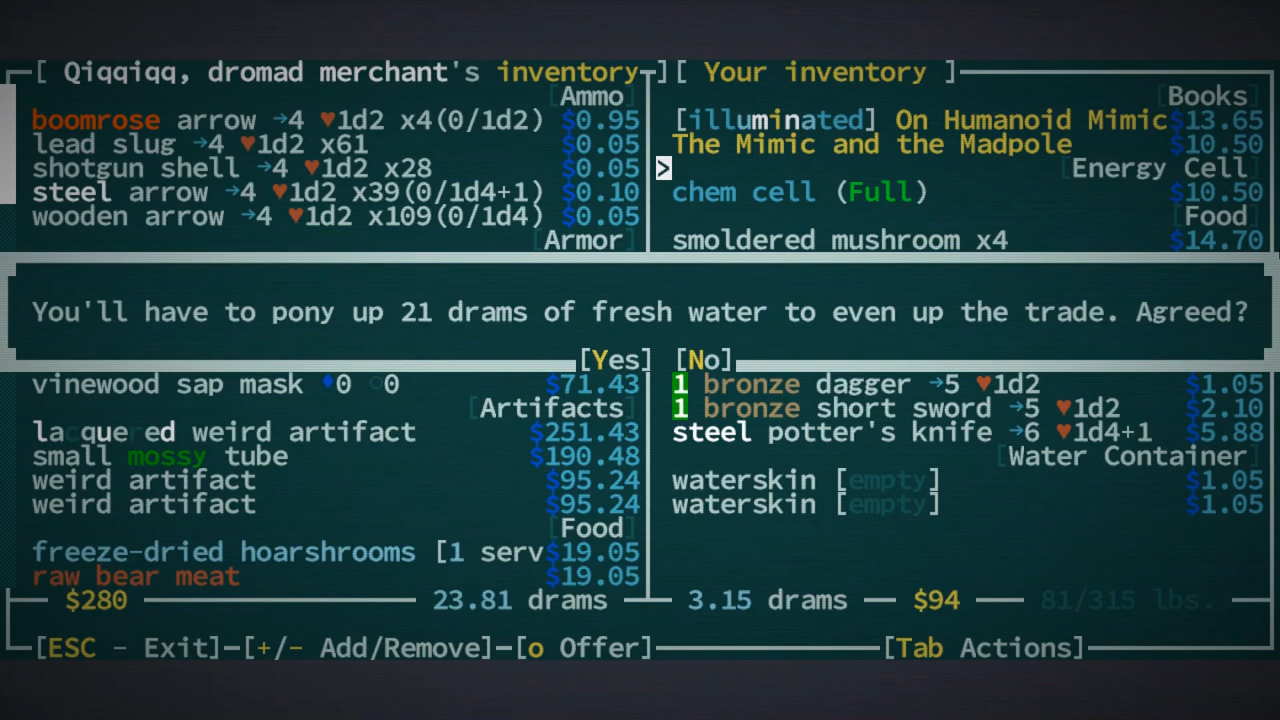 [ Qiqqiqq, dromad merchant's inventory ]
[Ammo]
boomrose arrow →4 ♥1d2 x4(0/1d2) $0.95
lead slug →4 ♥1d2 x61 $0.05
shotgun shell →4 ♥1d2 x28 $0.05
steel arrow →4 ♥1d2 x39(0/1d4+1) $0.10
wooden arrow →4 ♥1d2 x109(0/1d4) $0.05
[Armor]
[ Your inventory ]
[Books]
[illuminated] On Humanoid Mimic $13.65
The Mimic and the Madpole $10.50
> [Energy Cell]
chem cell (Full) $10.50
[Food]
smoldered mushroom x4 $14.70
You'll have to pony up 21 drams of fresh water to even up the trade. Agreed?
[Yes] [No]
vinewood sap mask ♦0 ○0 $71.43
[Artifacts]
lacquered weird artifact $251.43
small mossy tube $190.48
weird artifact $95.24
weird artifact $95.24
[Food]
freeze-dried hoarshrooms [1 serv $19.05
raw bear meat $19.05
1 bronze dagger →5 ♥1d2 $1.05
1 bronze short sword →5 ♥1d2 $2.10
steel potter's knife →6 ♥1d4+1 $5.88
[Water Container]
waterskin [empty] $1.05
waterskin [empty] $1.05
$280 23.81 drams 3.15 drams $94 81/315 lbs.
[ESC - Exit] [+/- Add/Remove] [o Offer] [Tab Actions]